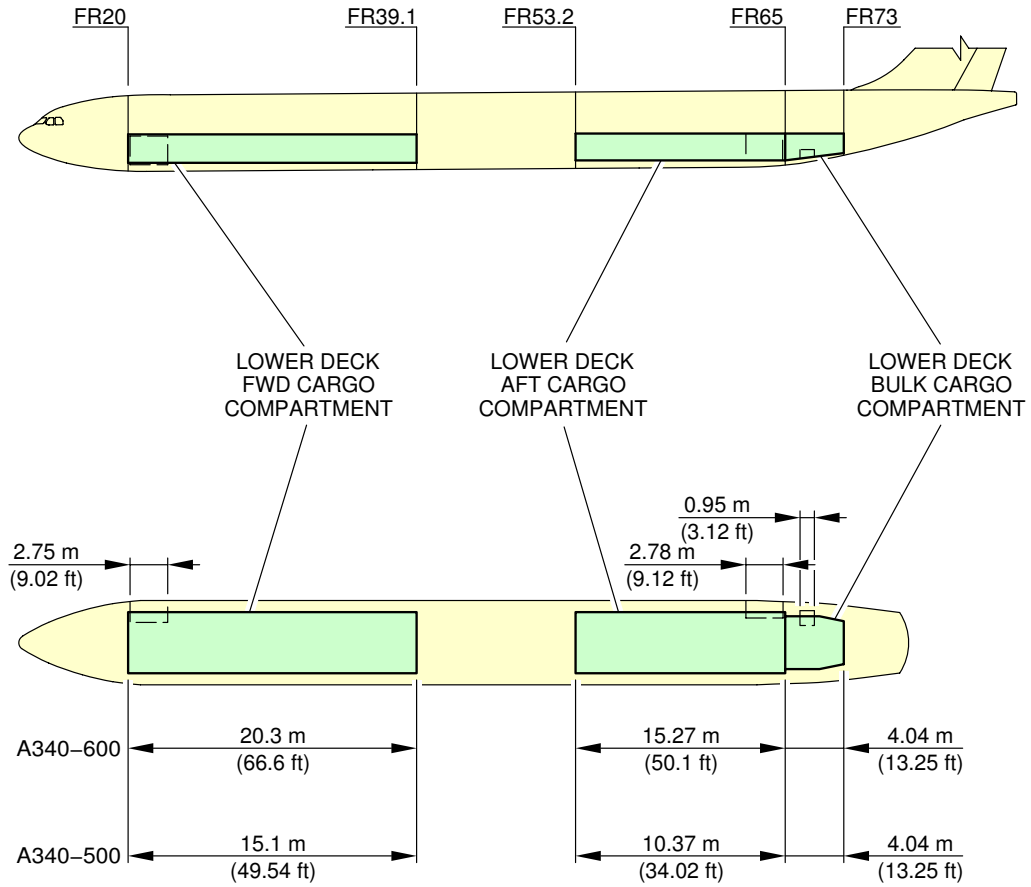 FR20
FR39.1
FR53.2
FR65
FR73
LOWER DECK
FWD CARGO
COMPARTMENT
LOWER DECK
AFT CARGO
COMPARTMENT
LOWER DECK
BULK CARGO
COMPARTMENT
0.95 m
(3.12 ft)
2.75 m
(9.02 ft)
2.78 m
(9.12 ft)
A340−600
20.3 m
(66.6 ft)
15.27 m
(50.1 ft)
4.04 m
(13.25 ft)
A340−500
15.1 m
(49.54 ft)
10.37 m
(34.02 ft)
4.04 m
(13.25 ft)